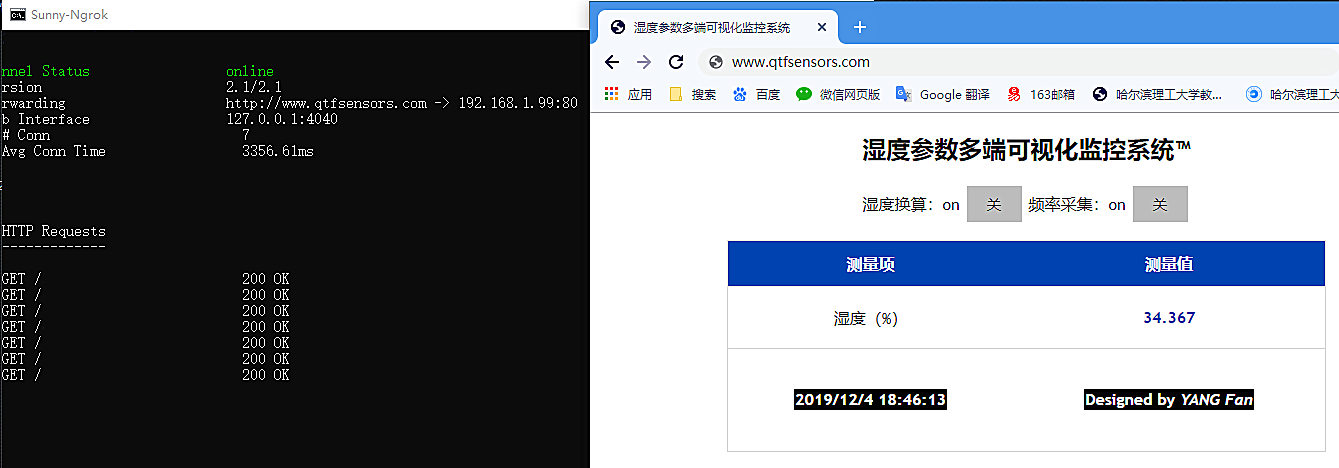 Sunny-Ngrok
nnel Status online
rsion 2.1/2.1
rwarding http://www.qtfsensors.com -> 192.168.1.99:80
b Interface 127.0.0.1:4040
# Conn 7
Avg Conn Time 3356.61ms
HTTP Requests
-------------
GET / 200 OK
GET / 200 OK
GET / 200 OK
GET / 200 OK
GET / 200 OK
GET / 200 OK
GET / 200 OK
湿度参数多端可视化监控系统
www.qtfsensors.com
应用 搜索 百度 微信网页版 Google 翻译 163邮箱 哈尔滨理工大学教... 哈尔滨理工大
湿度参数多端可视化监控系统™
湿度换算：on 关 频率采集：on 关
测量项 测量值
湿度（%） 34.367
2019/12/4 18:46:13 Designed by YANG Fan